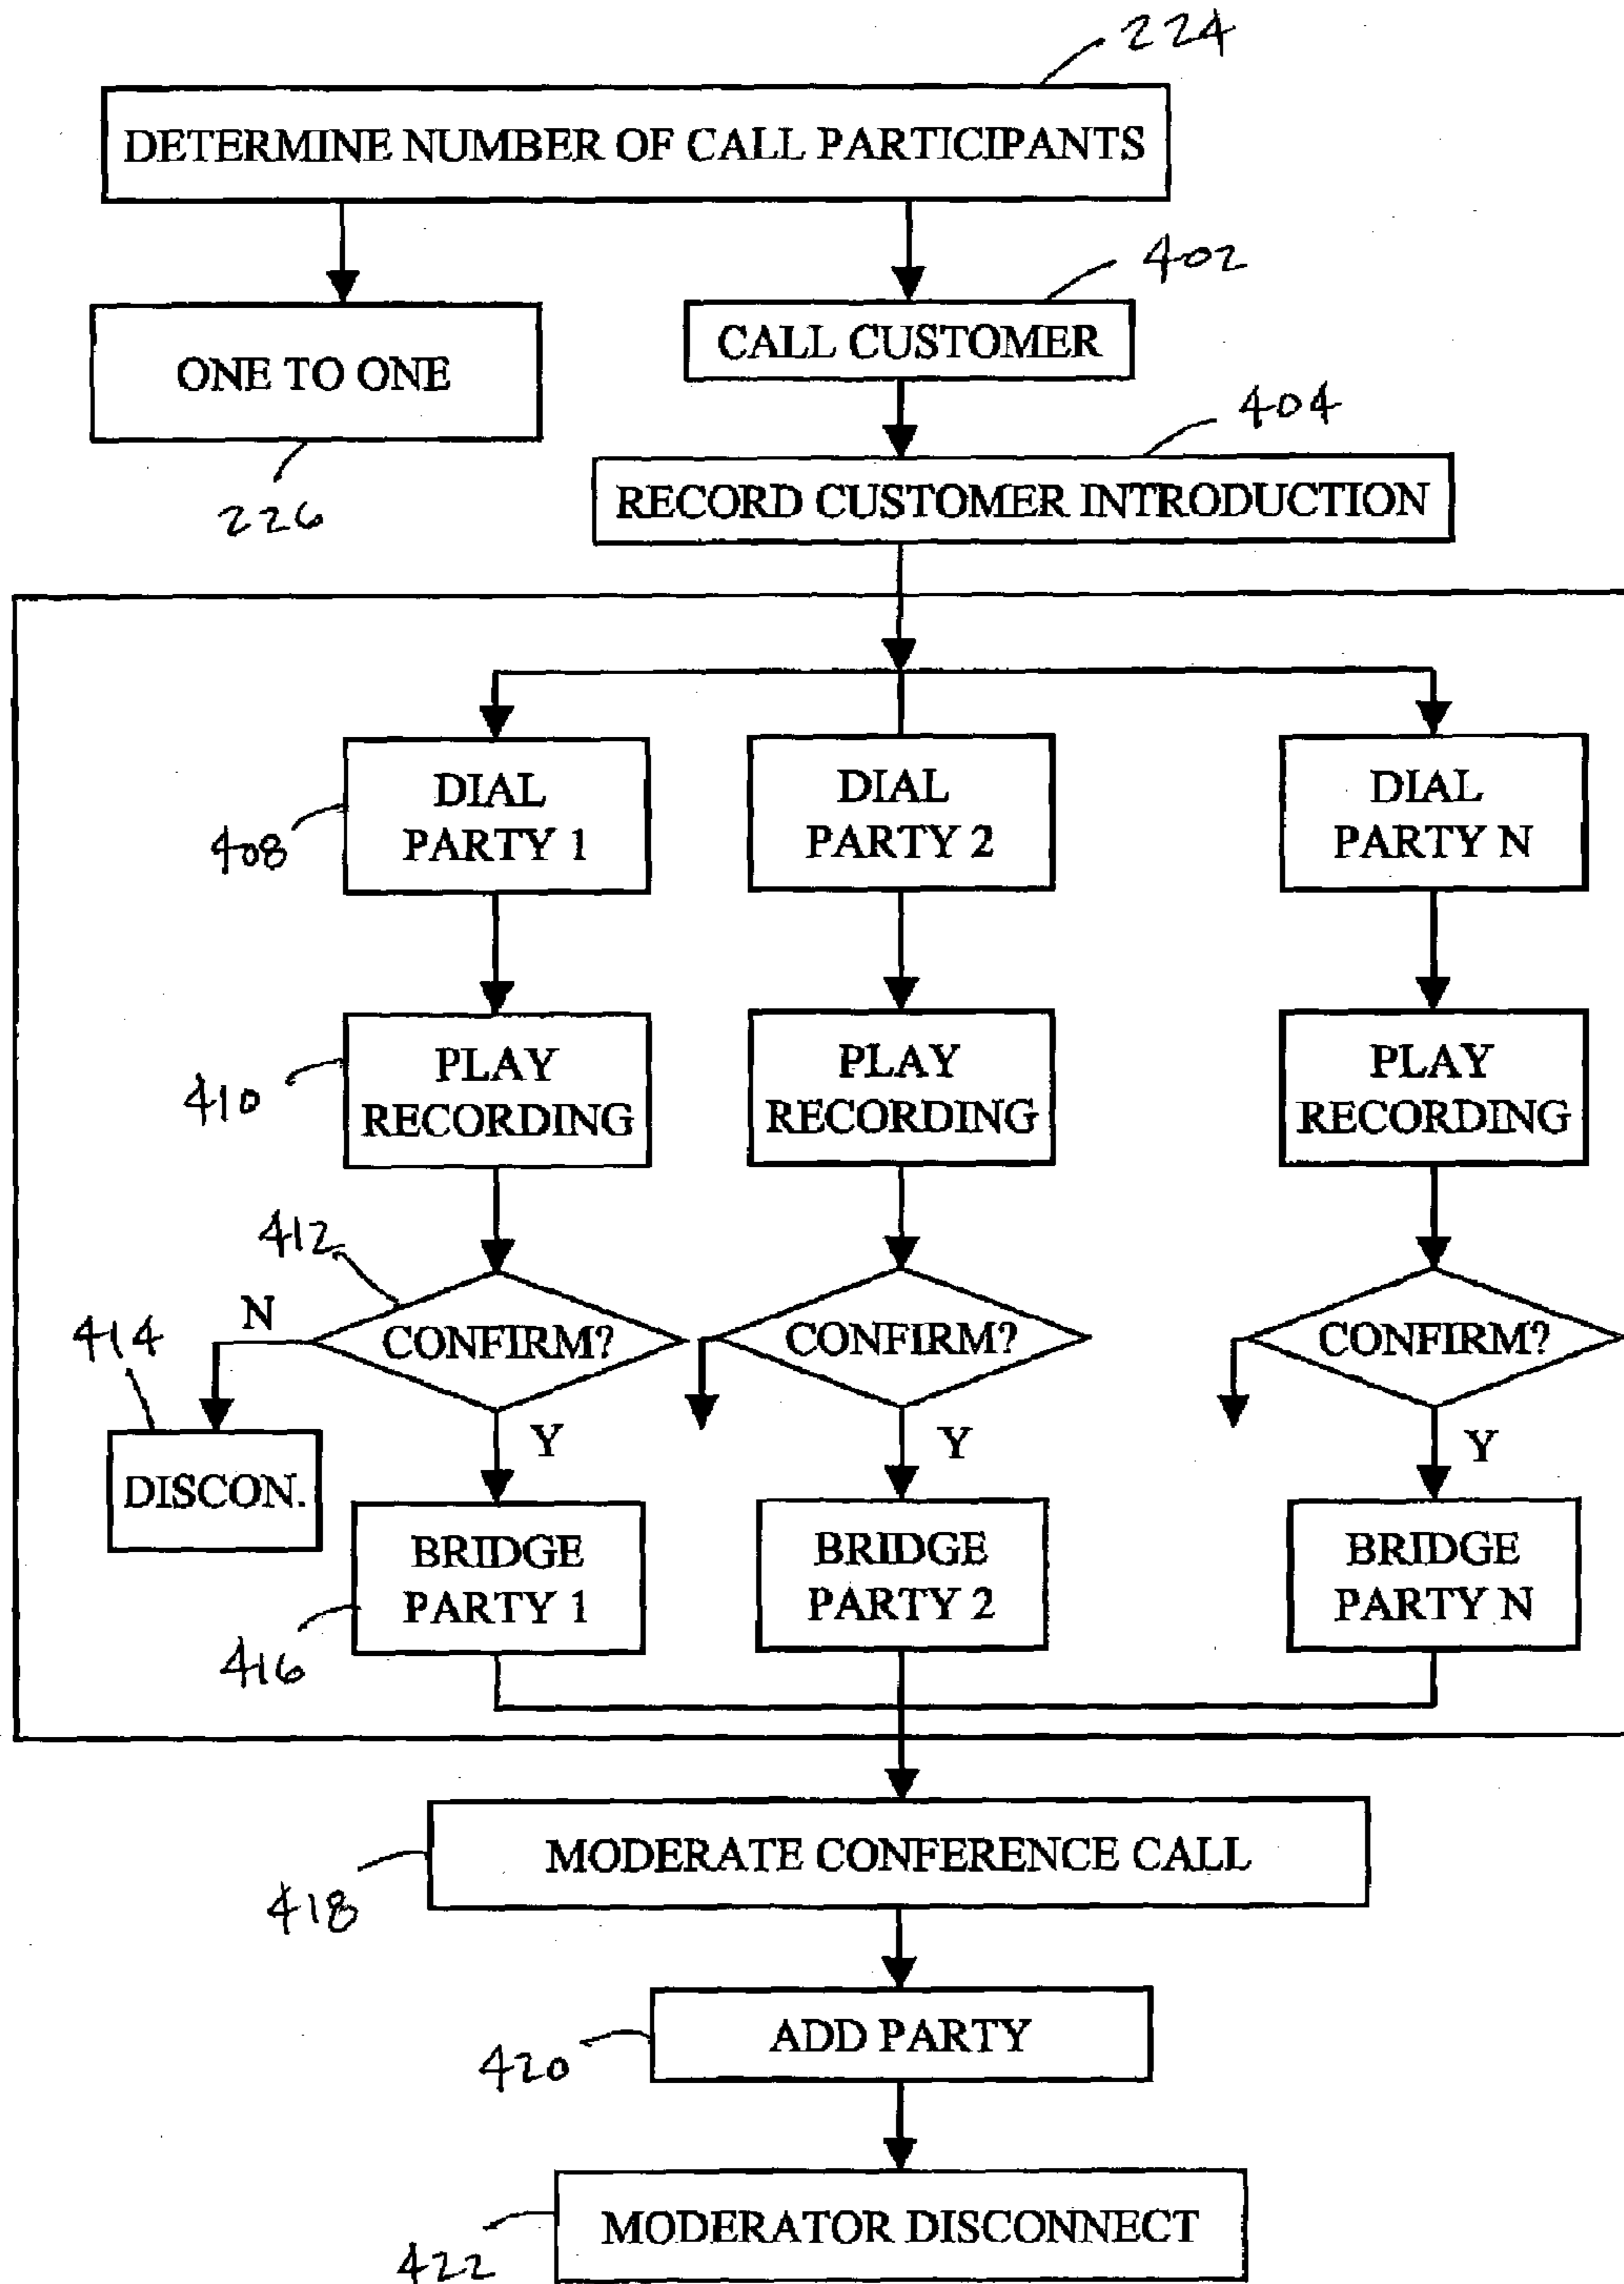 224
DETERMINE NUMBER OF CALL PARTICIPANTS
402
ONE TO ONE
CALL CUSTOMER
226
404
RECORD CUSTOMER INTRODUCTION
408
DIAL
PARTY 1
DIAL
PARTY 2
DIAL
PARTY N
410
PLAY
RECORDING
PLAY
RECORDING
PLAY
RECORDING
412
N
CONFIRM?
CONFIRM?
CONFIRM?
414
Y
Y
Y
DISCON.
416
BRIDGE
PARTY 1
BRIDGE
PARTY 2
BRIDGE
PARTY N
418
MODERATE CONFERENCE CALL
420
ADD PARTY
422
MODERATOR DISCONNECT